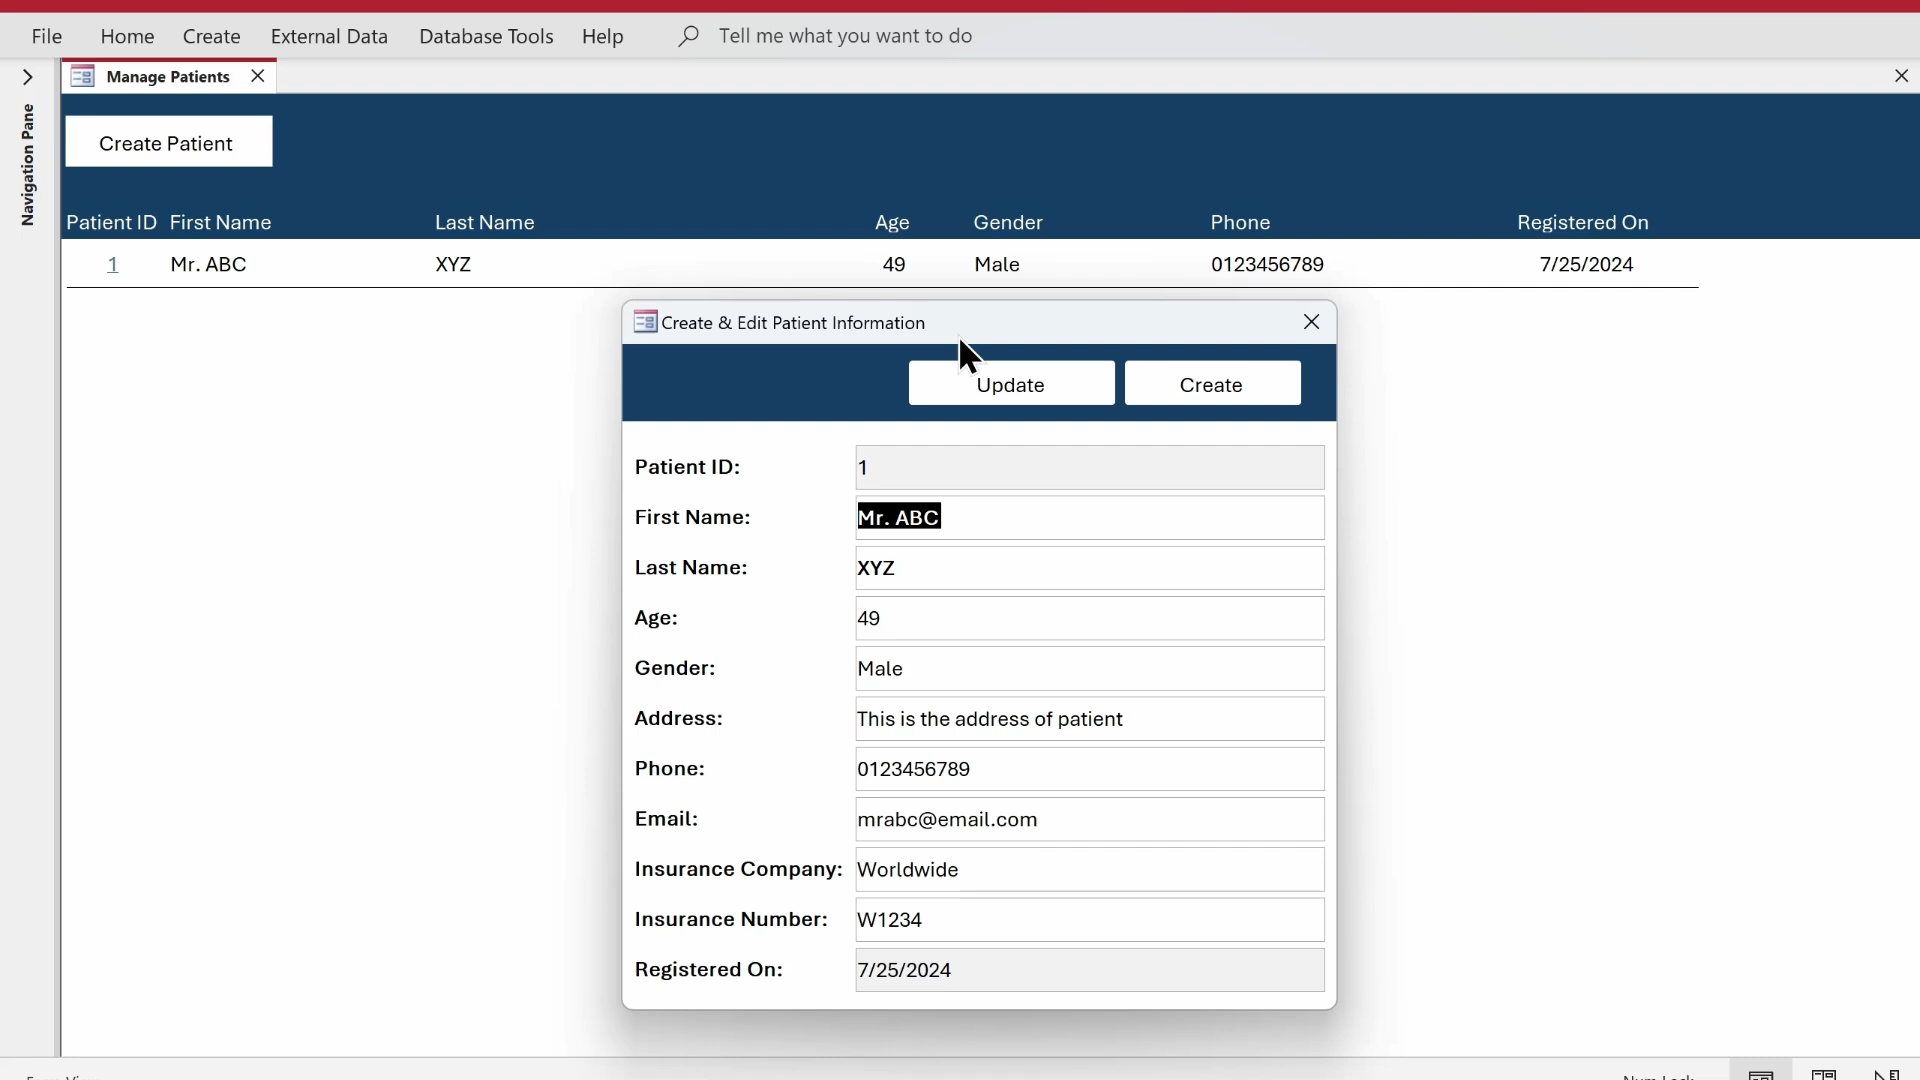 File Home Create External Data Database Tools Help Tell me what you want to do
Manage Patients
Navigation Pane
Create Patient
Patient ID First Name Last Name Age Gender Phone Registered On
1 Mr. ABC XYZ 49 Male 0123456789 7/25/2024
Create & Edit Patient Information
Update Create
Patient ID: 1
First Name: Mr. ABC
Last Name: XYZ
Age: 49
Gender: Male
Address: This is the address of patient
Phone: 0123456789
Email: mrabc@email.com
Insurance Company: Worldwide
Insurance Number: W1234
Registered On: 7/25/2024